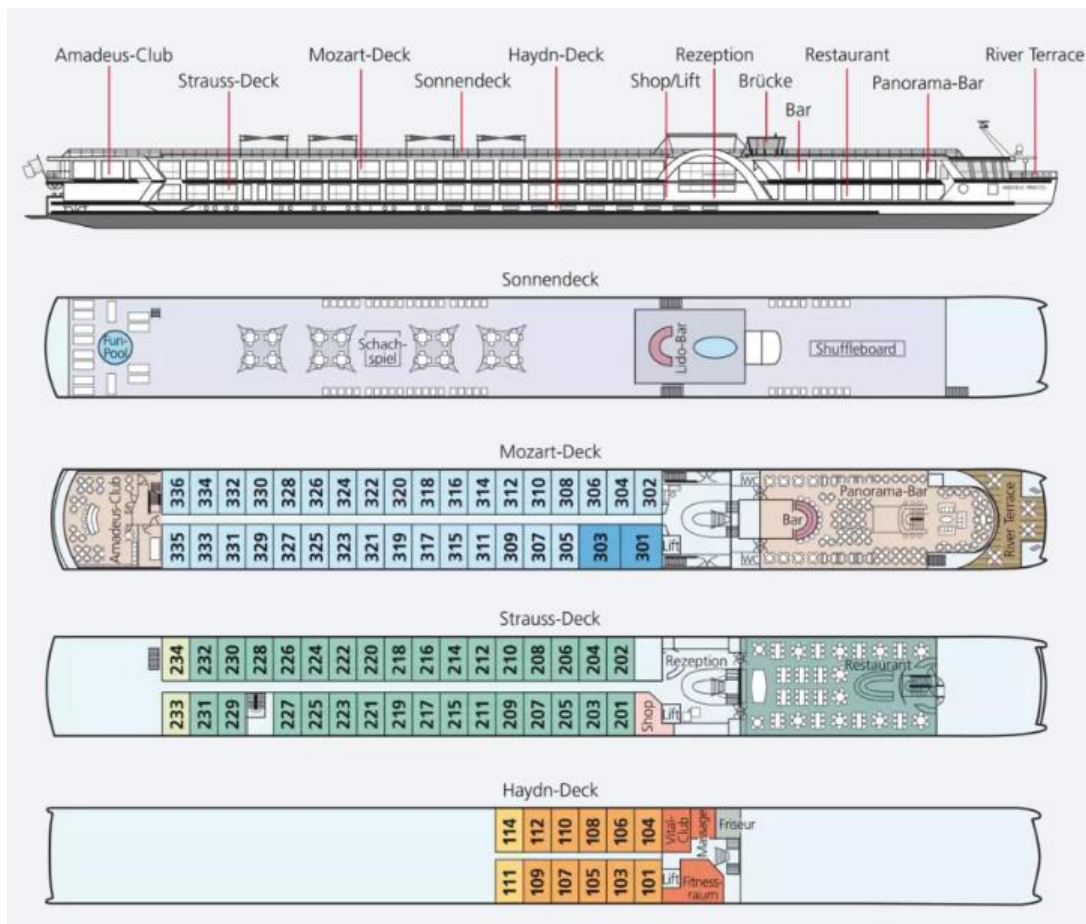 Amadeus-Club
Mozart-Deck
Haydn-Deck
Rezeption
Restaurant
River Terrace
Strauss-Deck
Sonnendeck
Shop/Lift
Brücke
Panorama-Bar
Bar
Sonnendeck
Fun-
Pool
Schach-
spiel
Lido-Bar
Shuffleboard
Mozart-Deck
Amadeus-Club
336 334 332 330 328 326 324 322 320 318 316 314 312 310 308 306 304 302
WC
Panorama-Bar
Bar
River Terrace
335 333 331 329 327 325 323 321 319 317 315 311 309 307 305 303 301
Lift
WC
Strauss-Deck
234 232 230 228 226 224 222 220 218 216 214 212 210 208 206 204 202
Rezeption
Restaurant
233 231 229 227 225 223 221 219 217 215 211 209 207 205 203 201
Shop
Lift
Haydn-Deck
114 112 110 108 106 104
Vital-
Club
Massage
Friseur
111 109 107 105 103 101
Lift
Fitness-
raum